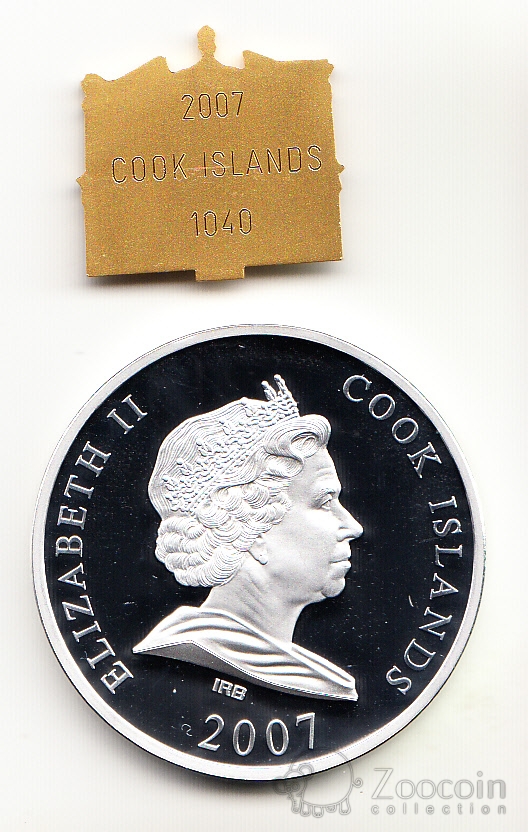 2007
COOK ISLANDS
1040
ELIZABETH II
COOK ISLANDS
IRB
2007
Zoocoin
collection